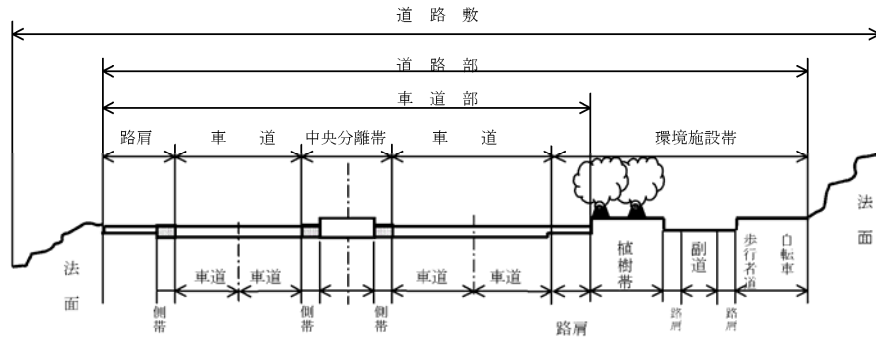 道路敷
道路部
車道部
路肩
車道
中央分離帯
車道
環境施設帯
法面
法面
車道
車道
車道
車道
植樹帯
副道
歩行者道
自転車
側帯
側帯
側帯
路肩
路肩
路肩